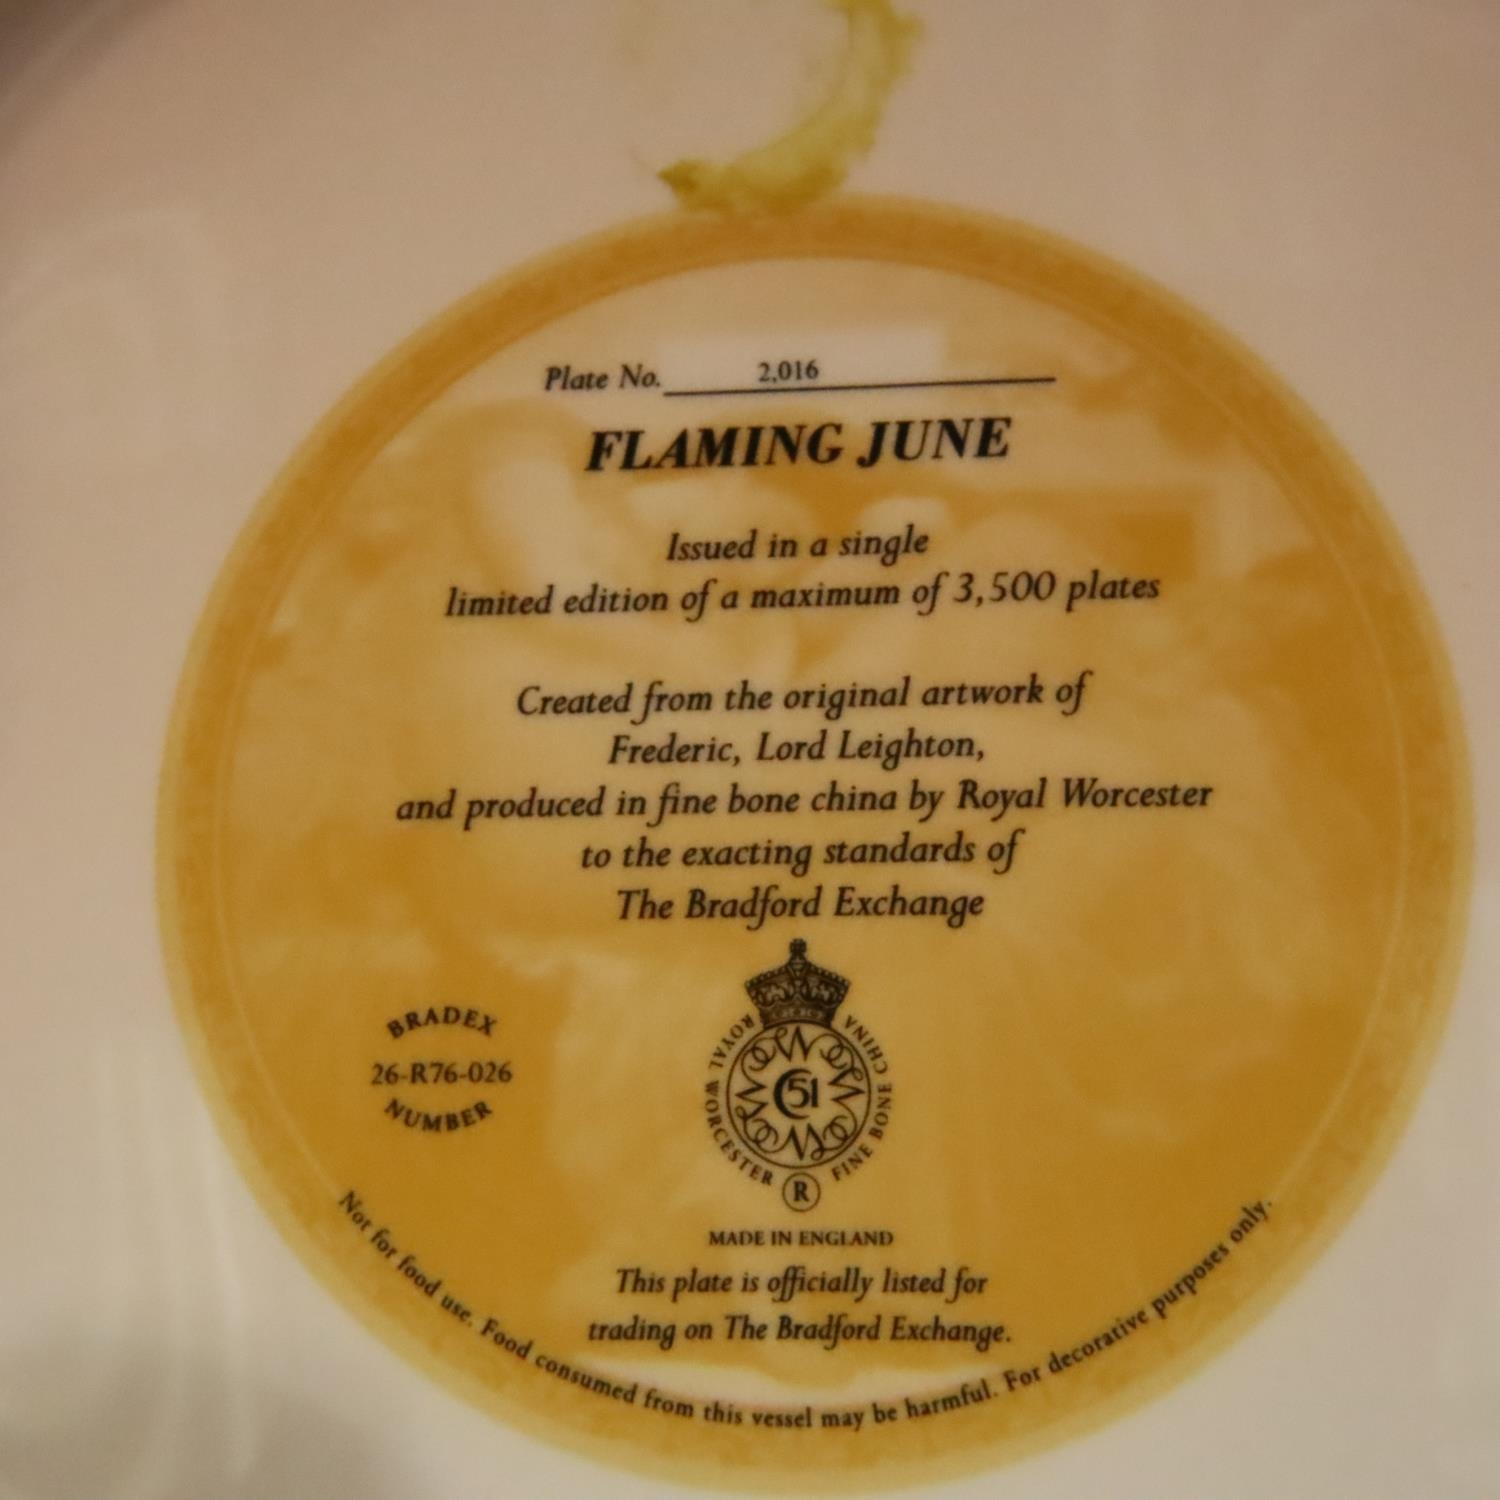 Plate No. 2,016
FLAMING JUNE
Issued in a single
limited edition of a maximum of 3,500 plates
Created from the original artwork of
Frederic, Lord Leighton,
and produced in fine bone china by Royal Worcester
to the exacting standards of
The Bradford Exchange
BRADEX
26-R76-026
NUMBER
ROYAL WORCESTER
FINE BONE CHINA
51
R
MADE IN ENGLAND
This plate is officially listed for
trading on The Bradford Exchange.
Not for food use. Food consumed from this vessel may be harmful. For decorative purposes only.